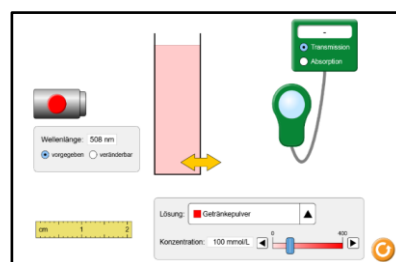 -
Transmission
Absorption
Wellenlänge: 508 nm
vorgegeben veränderbar
cm 1 2
Lösung: Getränkepulver
0 400
Konzentration: 100 mmol/L